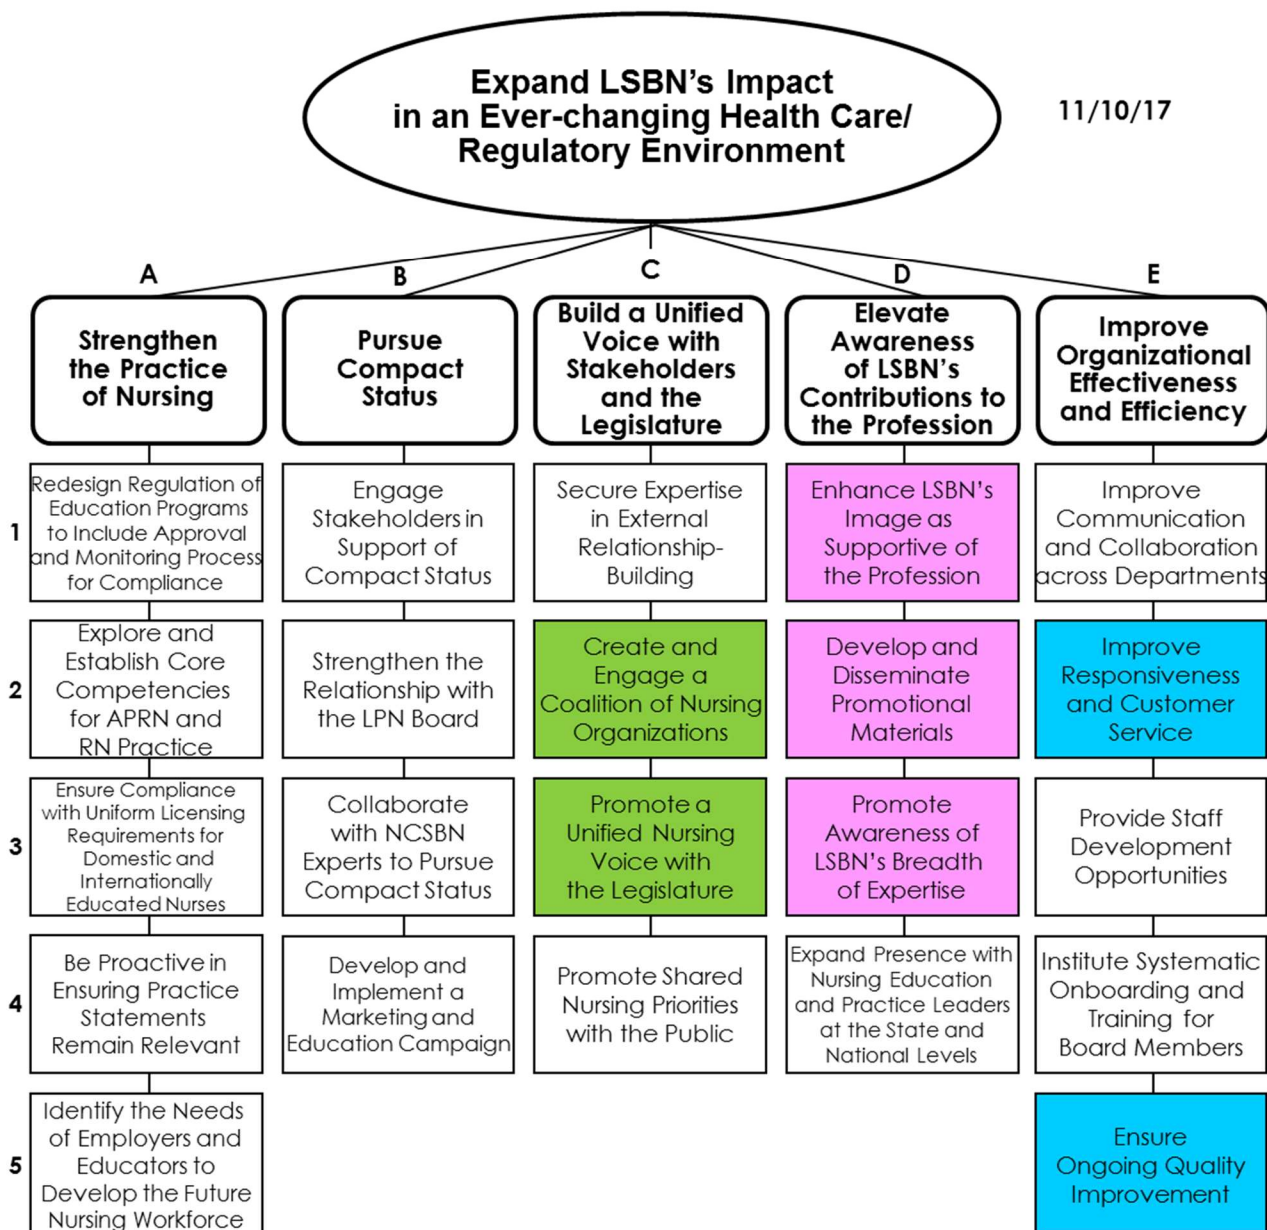 Expand LSBN's Impact
in an Ever-changing Health Care/
Regulatory Environment
11/10/17
A
B
C
D
E
Strengthen
the Practice
of Nursing
Pursue
Compact
Status
Build a Unified
Voice with
Stakeholders
and the
Legislature
Elevate
Awareness
of LSBN's
Contributions to
the Profession
Improve
Organizational
Effectiveness
and Efficiency
1
Redesign Regulation of
Education Programs
to Include Approval
and Monitoring Process
for Compliance
Engage
Stakeholders in
Support of
Compact Status
Secure Expertise
in External
Relationship-
Building
Enhance LSBN's
Image as
Supportive of
the Profession
Improve
Communication
and Collaboration
across Departments
2
Explore and
Establish Core
Competencies
for APRN and
RN Practice
Strengthen the
Relationship with
the LPN Board
Create and
Engage a
Coalition of Nursing
Organizations
Develop and
Disseminate
Promotional
Materials
Improve
Responsiveness
and Customer
Service
3
Ensure Compliance
with Uniform Licensing
Requirements for
Domestic and
Internationally
Educated Nurses
Collaborate
with NCSBN
Experts to Pursue
Compact Status
Promote a
Unified Nursing
Voice with
the Legislature
Promote
Awareness of
LSBN's Breadth
of Expertise
Provide Staff
Development
Opportunities
4
Be Proactive in
Ensuring Practice
Statements
Remain Relevant
Develop and
Implement a
Marketing and
Education Campaign
Promote Shared
Nursing Priorities
with the Public
Expand Presence with
Nursing Education
and Practice Leaders
at the State and
National Levels
Institute Systematic
Onboarding and
Training for
Board Members
5
Identify the Needs
of Employers and
Educators to
Develop the Future
Nursing Workforce
Ensure
Ongoing Quality
Improvement